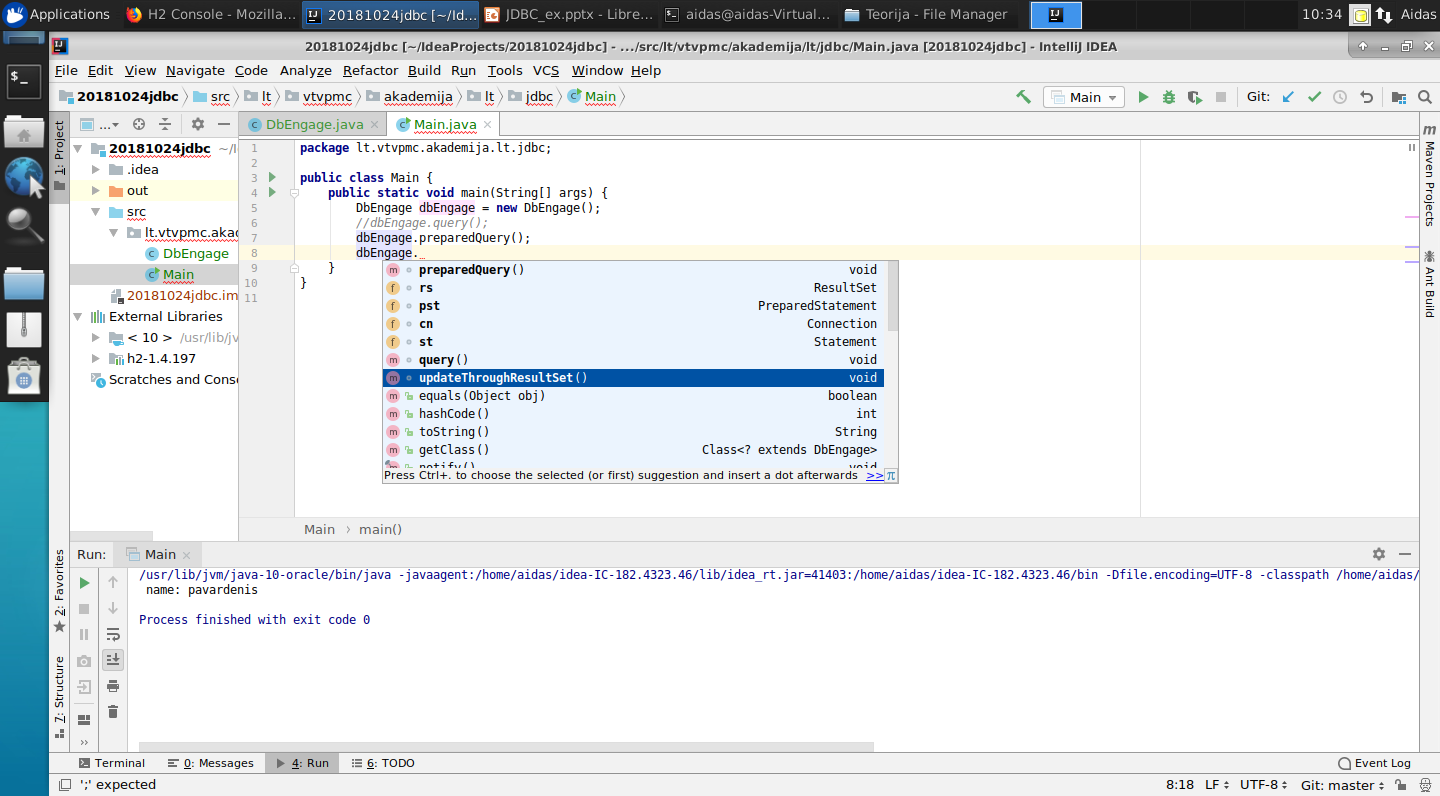 Applications
H2 Console - Mozilla...
20181024jdbc [~/Id...
JDBC_ex.pptx - Libre...
aidas@aidas-Virtual...
Teorija - File Manager
10:34
Aidas
20181024jdbc [~/IdeaProjects/20181024jdbc] - .../src/lt/vtvpmc/akademija/lt/jdbc/Main.java [20181024jdbc] - IntelliJ IDEA
File Edit View Navigate Code Analyze Refactor Build Run Tools VCS Window Help
20181024jdbc src lt vtvpmc akademija lt jdbc Main
Main
Git:
1: Project
...
DbEngage.java
Main.java
20181024jdbc ~/I
.idea
out
src
lt.vtvpmc.akad
DbEngage
Main
20181024jdbc.im
External Libraries
< 10 > /usr/lib/jv
h2-1.4.197
Scratches and Conso
1 package lt.vtvpmc.akademija.lt.jdbc;
2
3 public class Main {
4 public static void main(String[] args) {
5 DbEngage dbEngage = new DbEngage();
6 //dbEngage.query();
7 dbEngage.preparedQuery();
8 dbEngage.
9 }
10 }
11
preparedQuery() void
rs ResultSet
pst PreparedStatement
cn Connection
st Statement
query() void
updateThroughResultSet() void
equals(Object obj) boolean
hashCode() int
toString() String
getClass() Class<? extends DbEngage>
notify() void
Press Ctrl+. to choose the selected (or first) suggestion and insert a dot afterwards >> π
Main › main()
Maven Projects
Ant Build
2: Favorites
7: Structure
Run: Main
/usr/lib/jvm/java-10-oracle/bin/java -javaagent:/home/aidas/idea-IC-182.4323.46/lib/idea_rt.jar=41403:/home/aidas/idea-IC-182.4323.46/bin -Dfile.encoding=UTF-8 -classpath /home/aidas/
name: pavardenis
Process finished with exit code 0
Terminal
0: Messages
4: Run
6: TODO
Event Log
';' expected
8:18 LF UTF-8 Git: master